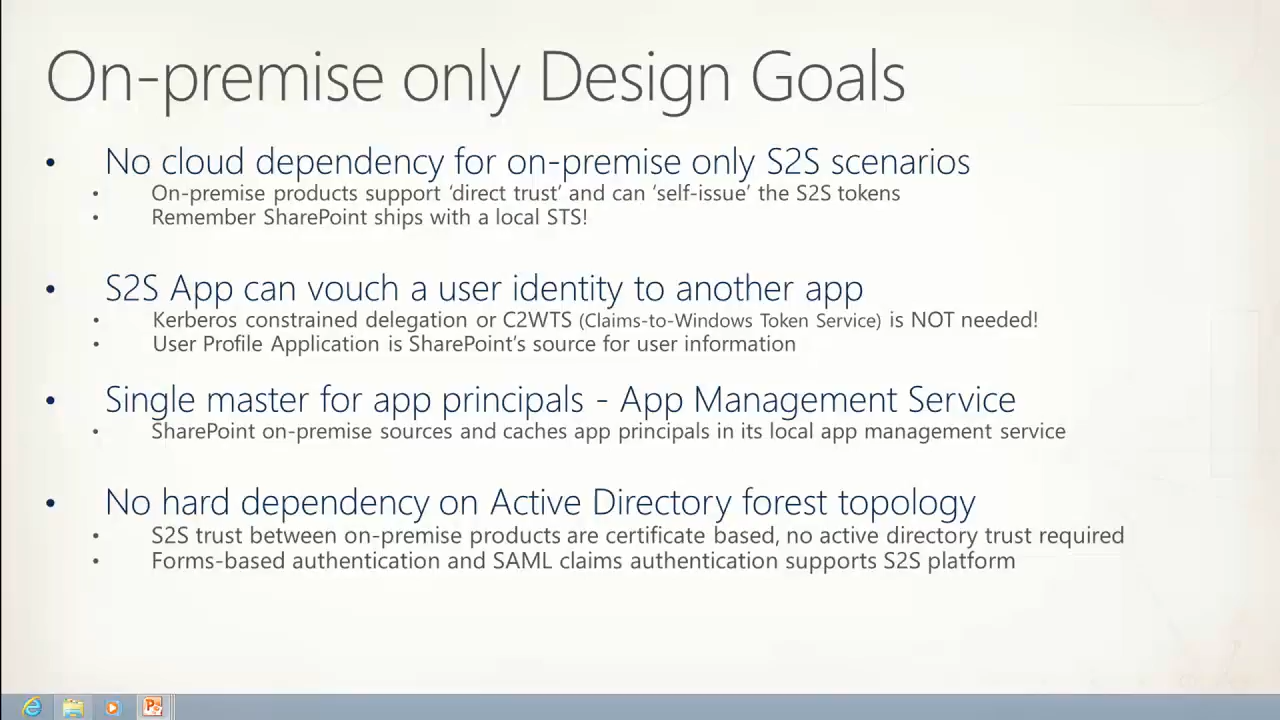 On-premise only Design Goals
• No cloud dependency for on-premise only S2S scenarios
• On-premise products support ‘direct trust’ and can ‘self-issue’ the S2S tokens
• Remember SharePoint ships with a local STS!
• S2S App can vouch a user identity to another app
• Kerberos constrained delegation or C2WTS (Claims-to-Windows Token Service) is NOT needed!
• User Profile Application is SharePoint’s source for user information
• Single master for app principals - App Management Service
• SharePoint on-premise sources and caches app principals in its local app management service
• No hard dependency on Active Directory forest topology
• S2S trust between on-premise products are certificate based, no active directory trust required
• Forms-based authentication and SAML claims authentication supports S2S platform